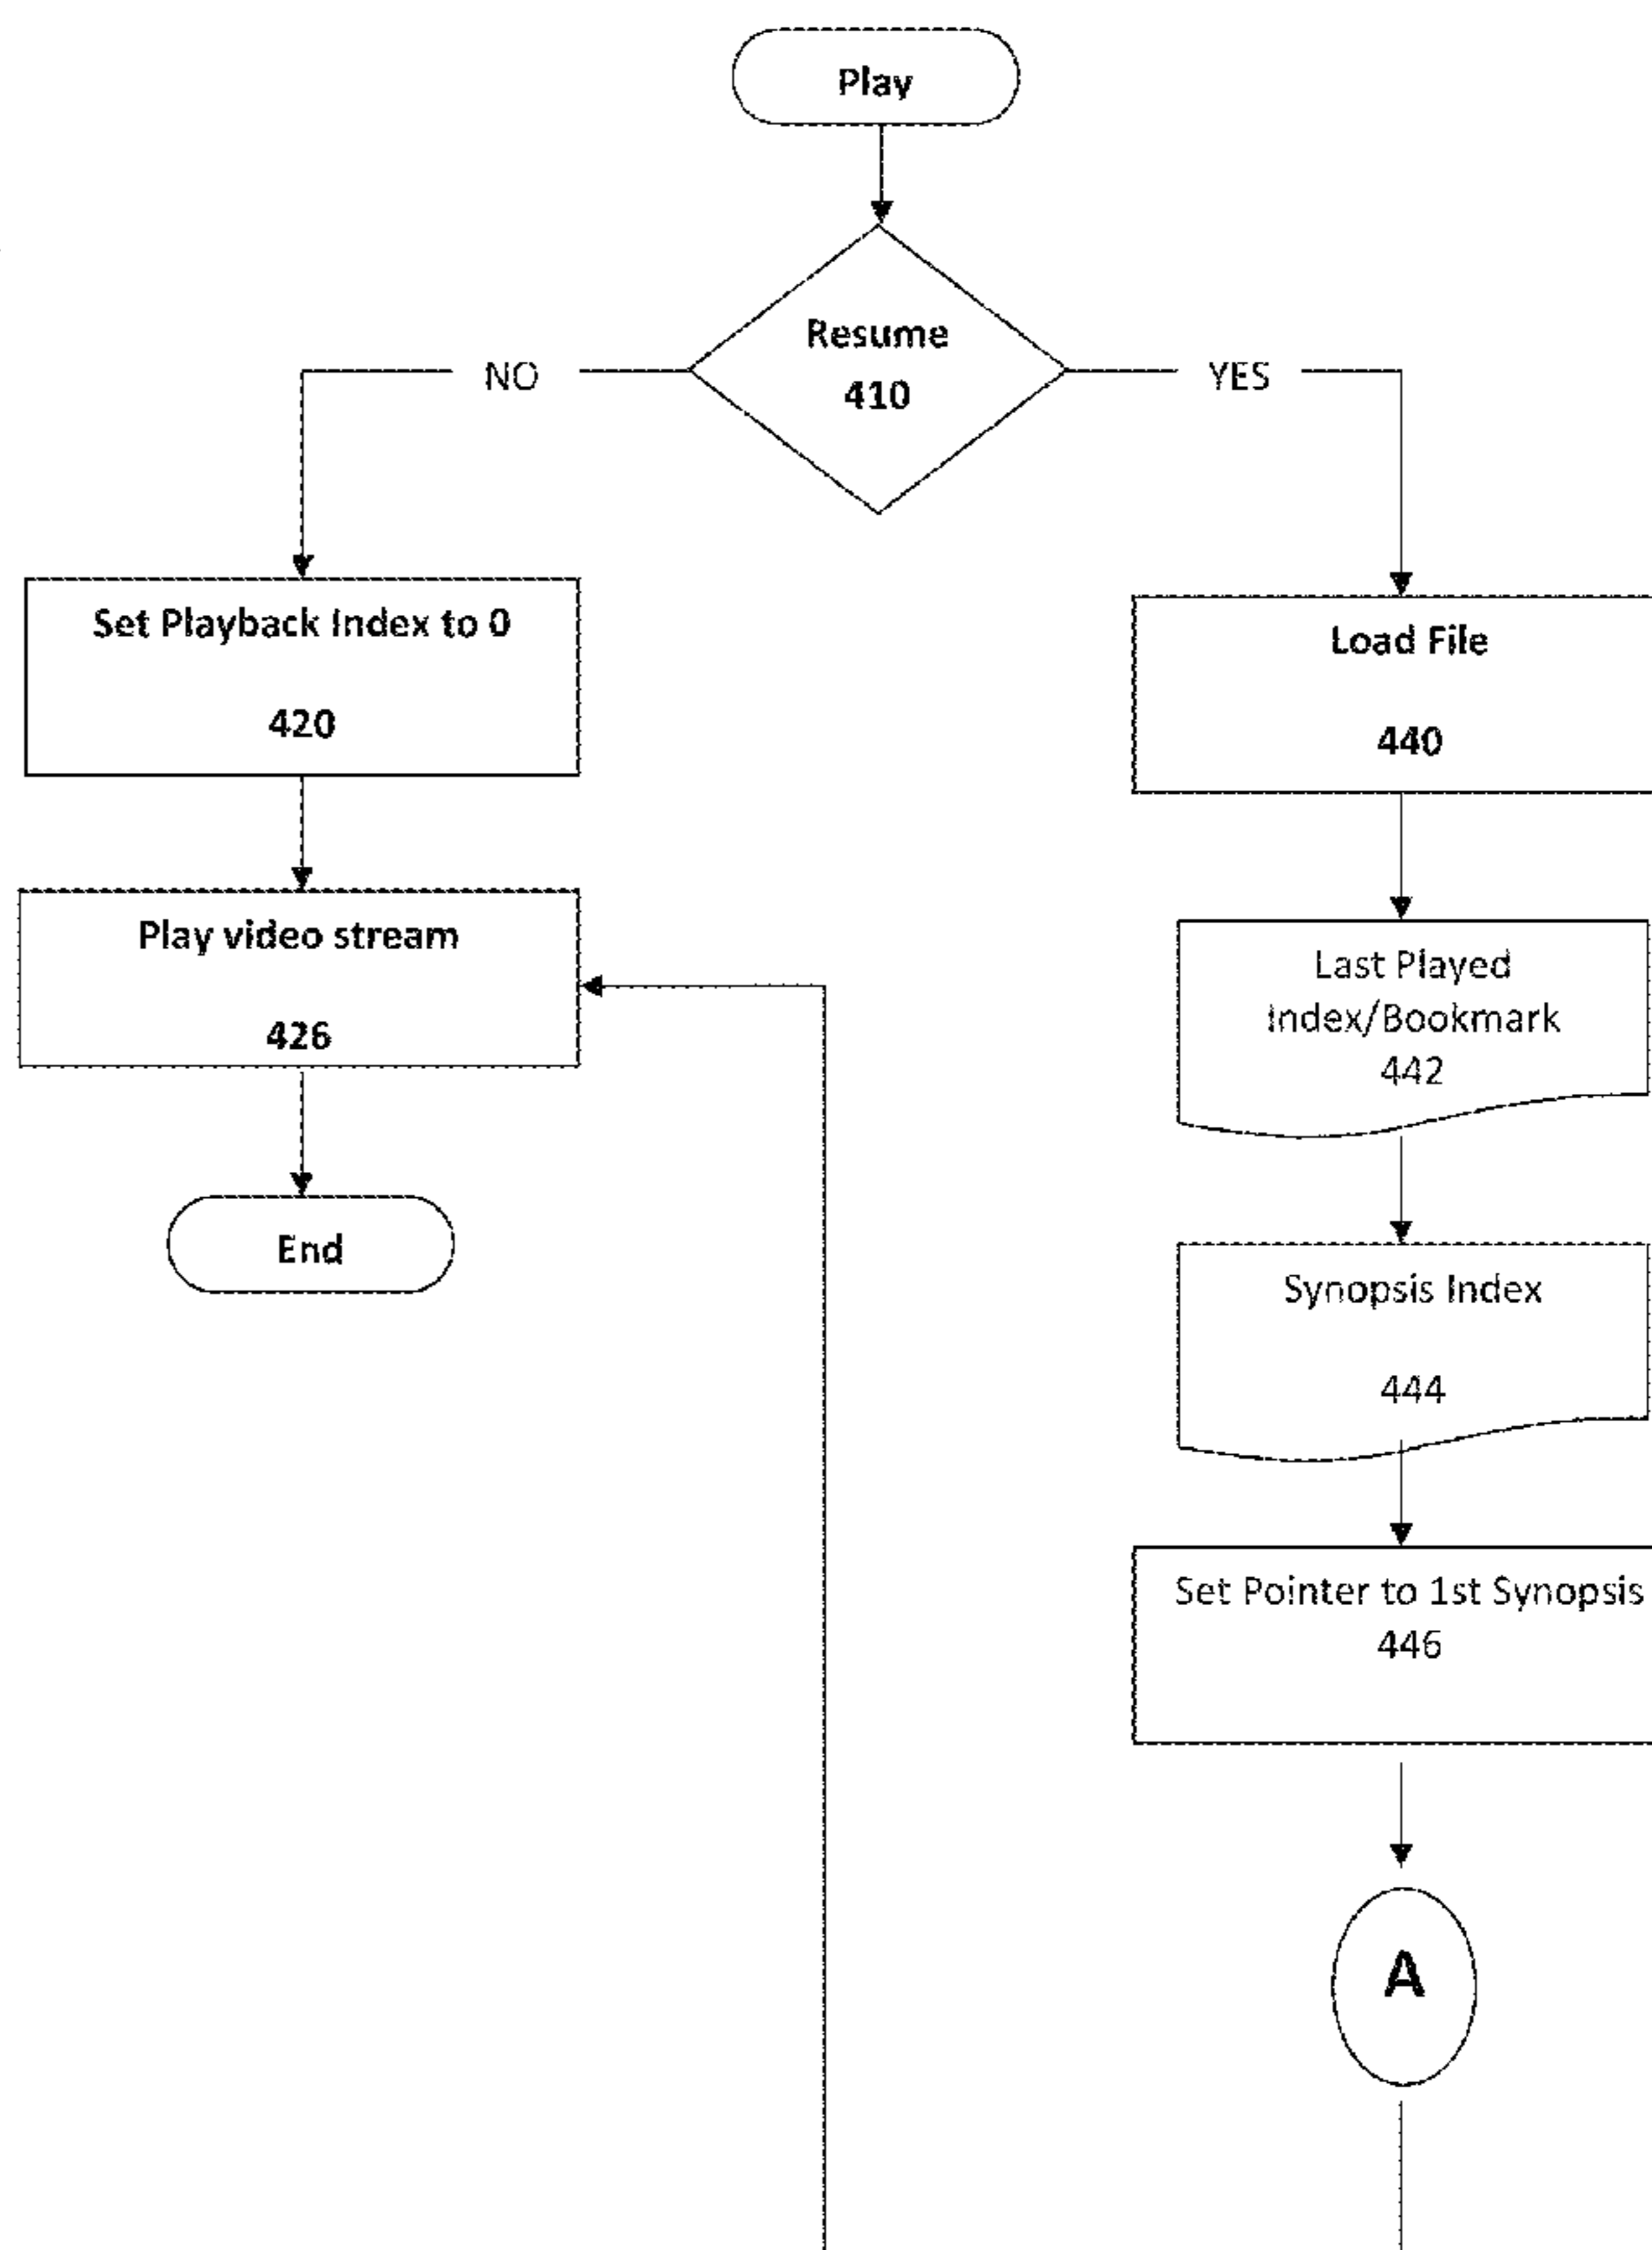 Play
Resume
410
NO
YES
Set Playback Index to 0
420
Load File
440
Play video stream
426
Last Played
Index/Bookmark
442
End
Synopsis Index
444
Set Pointer to 1st Synopsis
446
A